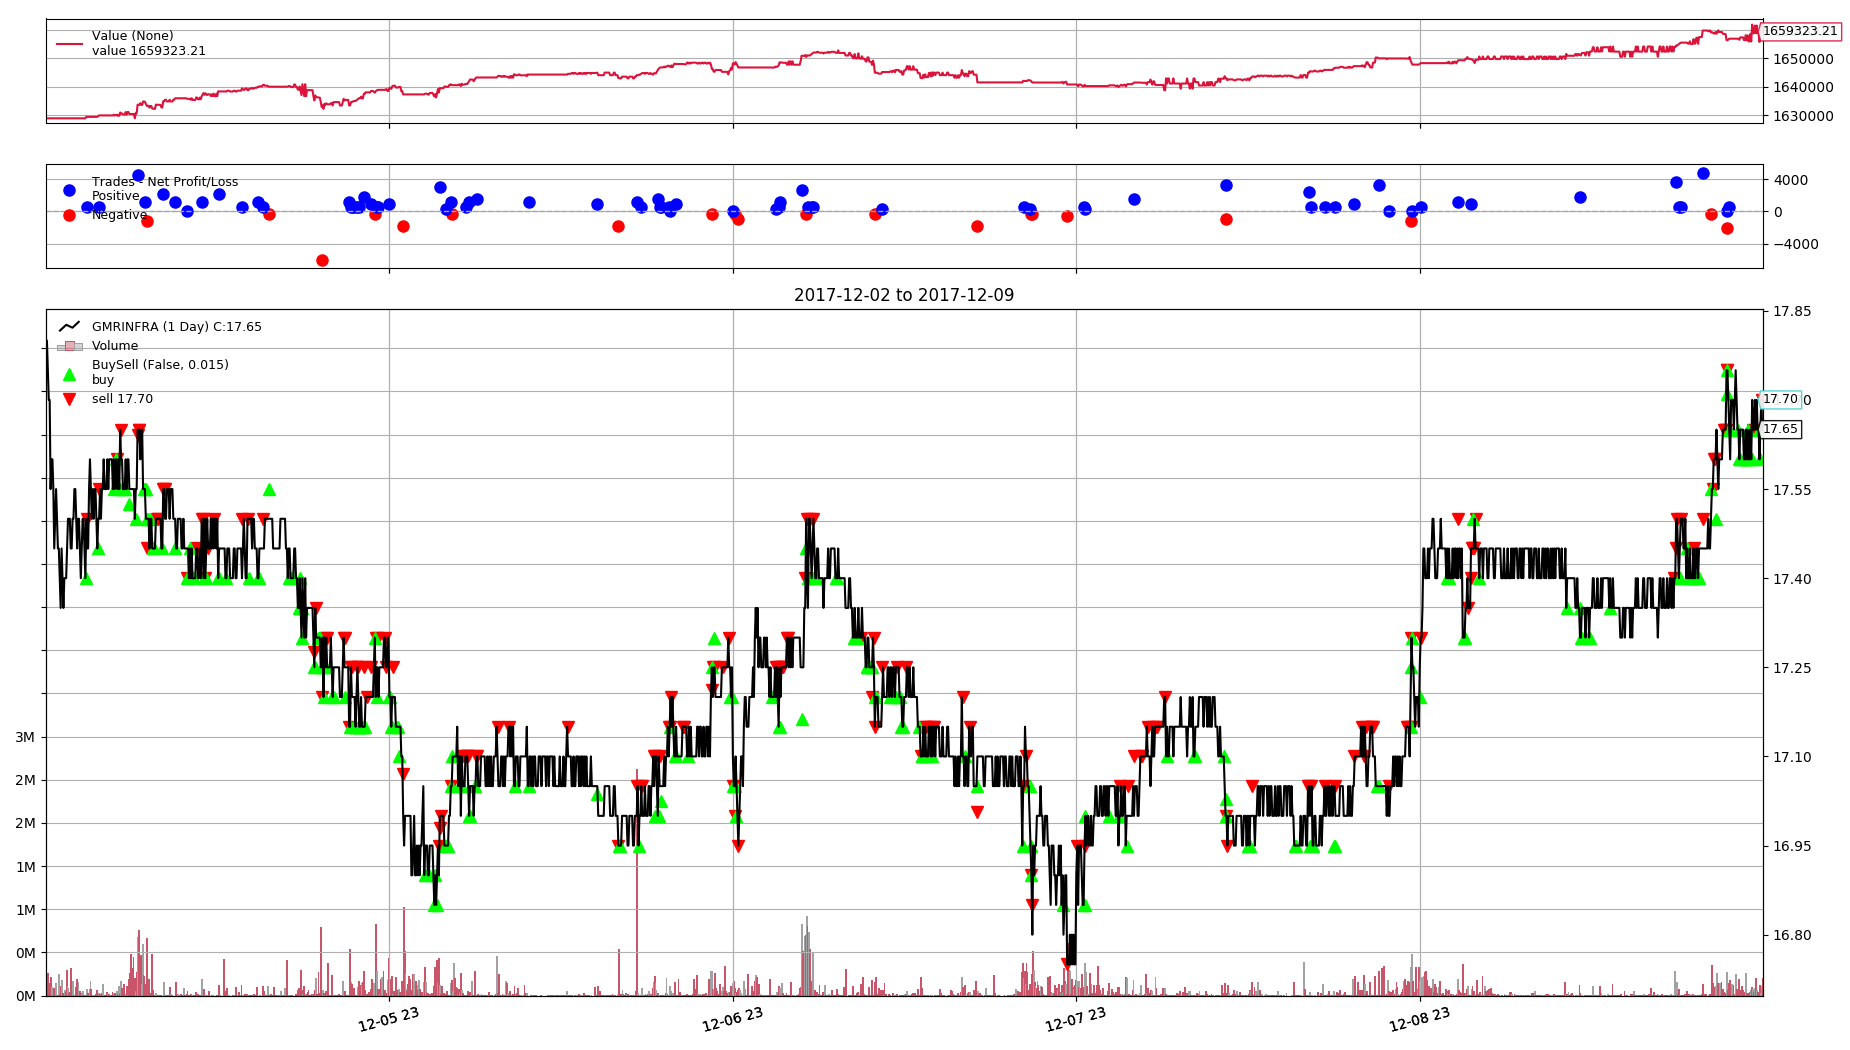 Value (None)
value 1659323.21
1659323.21
1650000
1640000
1630000
Trades - Net Profit/Loss
Positive
Negative
4000
0
−4000
2017-12-02 to 2017-12-09
GMRINFRA (1 Day) C:17.65
Volume
BuySell (False, 0.015)
buy
sell 17.70
17.85
17.70
17.65
17.55
17.40
17.25
17.10
16.95
16.80
3M
2M
2M
1M
1M
0M
0M
12-05 23
12-06 23
12-07 23
12-08 23